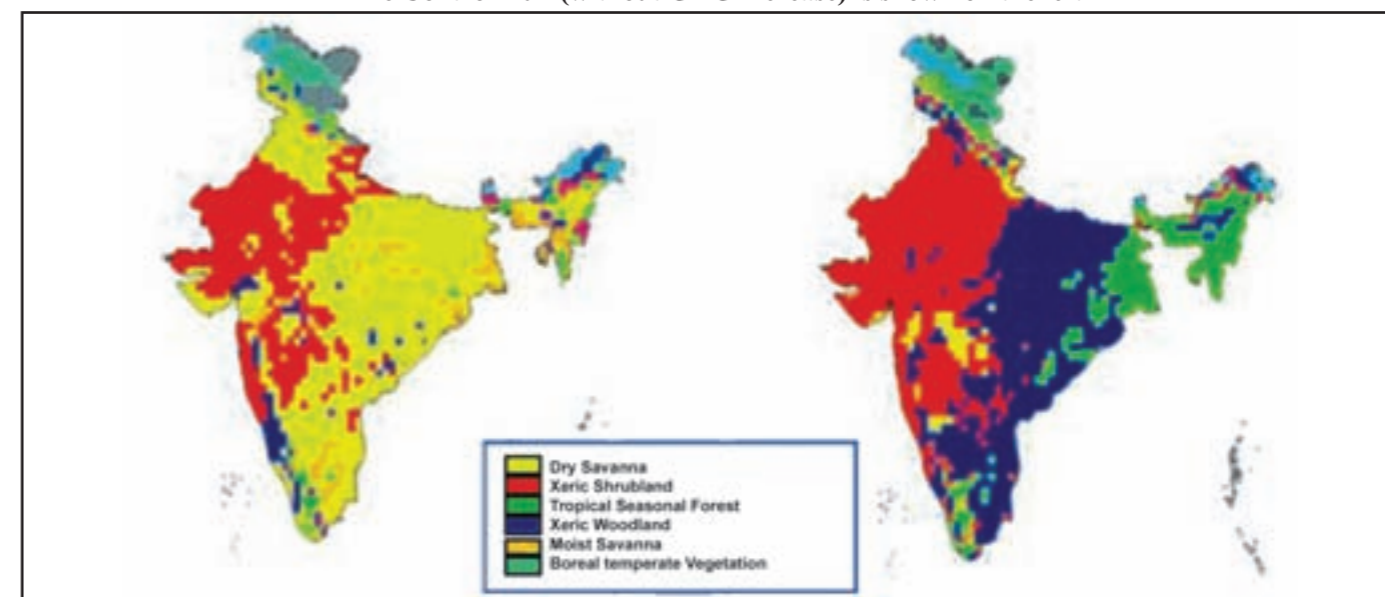 Dry Savanna
Xeric Shrubland
Tropical Seasonal Forest
Xeric Woodland
Moist Savanna
Boreal temperate Vegetation